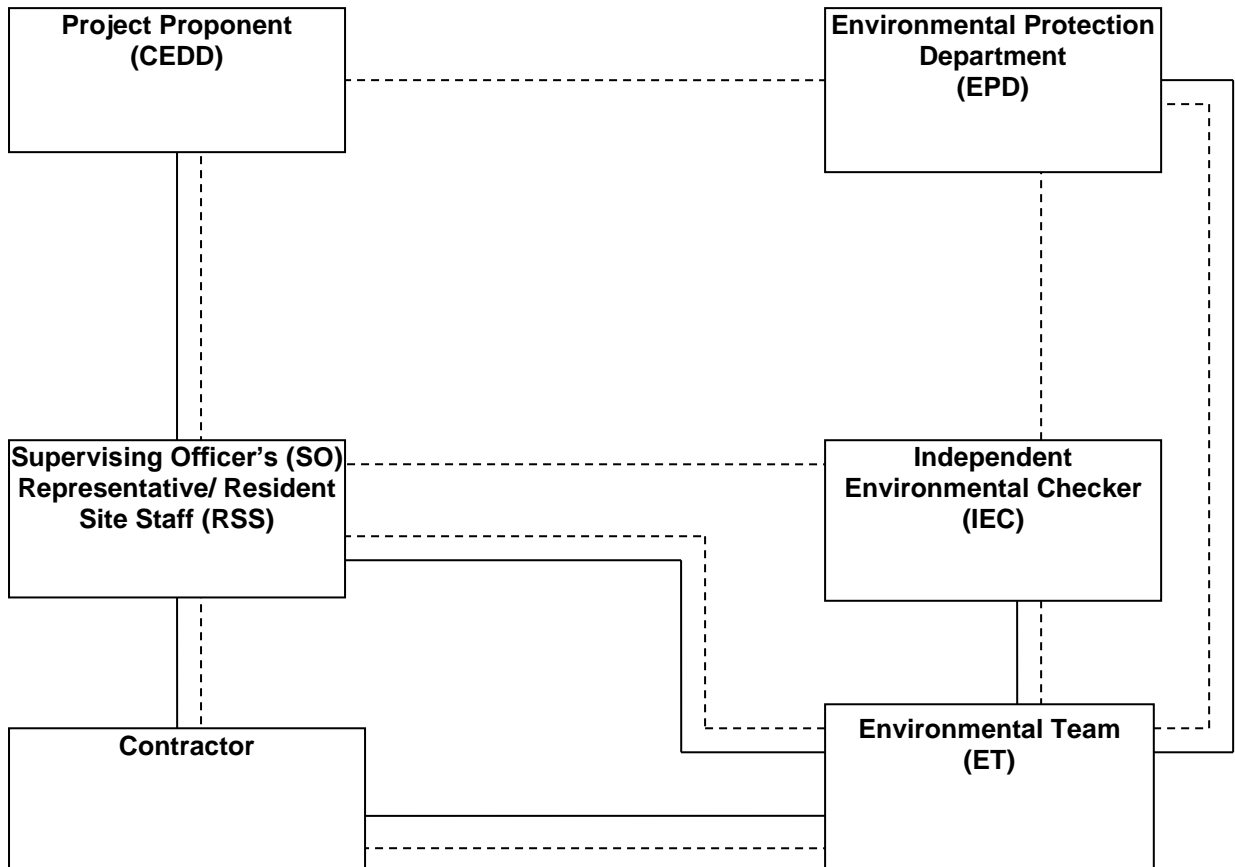 Project Proponent
(CEDD)
Environmental Protection
Department
(EPD)
Supervising Officer's (SO)
Representative/ Resident
Site Staff (RSS)
Independent
Environmental Checker
(IEC)
Contractor
Environmental Team
(ET)